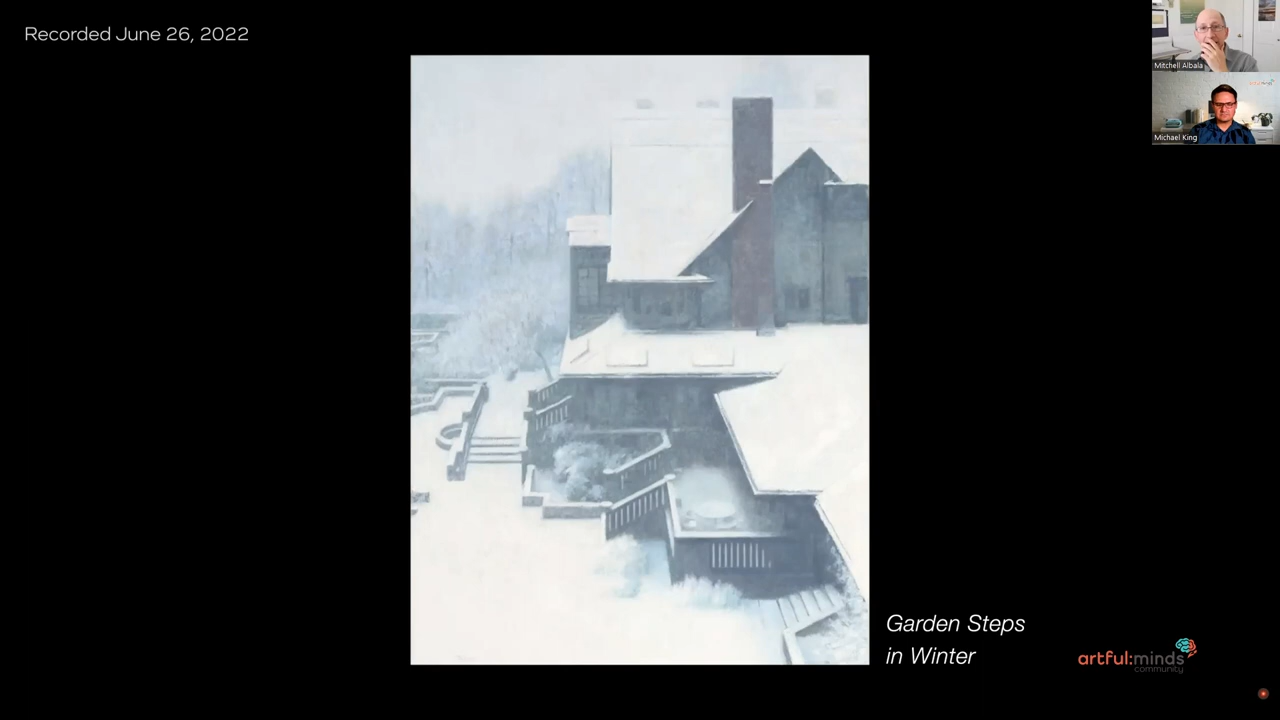 Recorded June 26, 2022
Mitchell Albala
Michael King
Garden Steps
in Winter
artful:minds
community